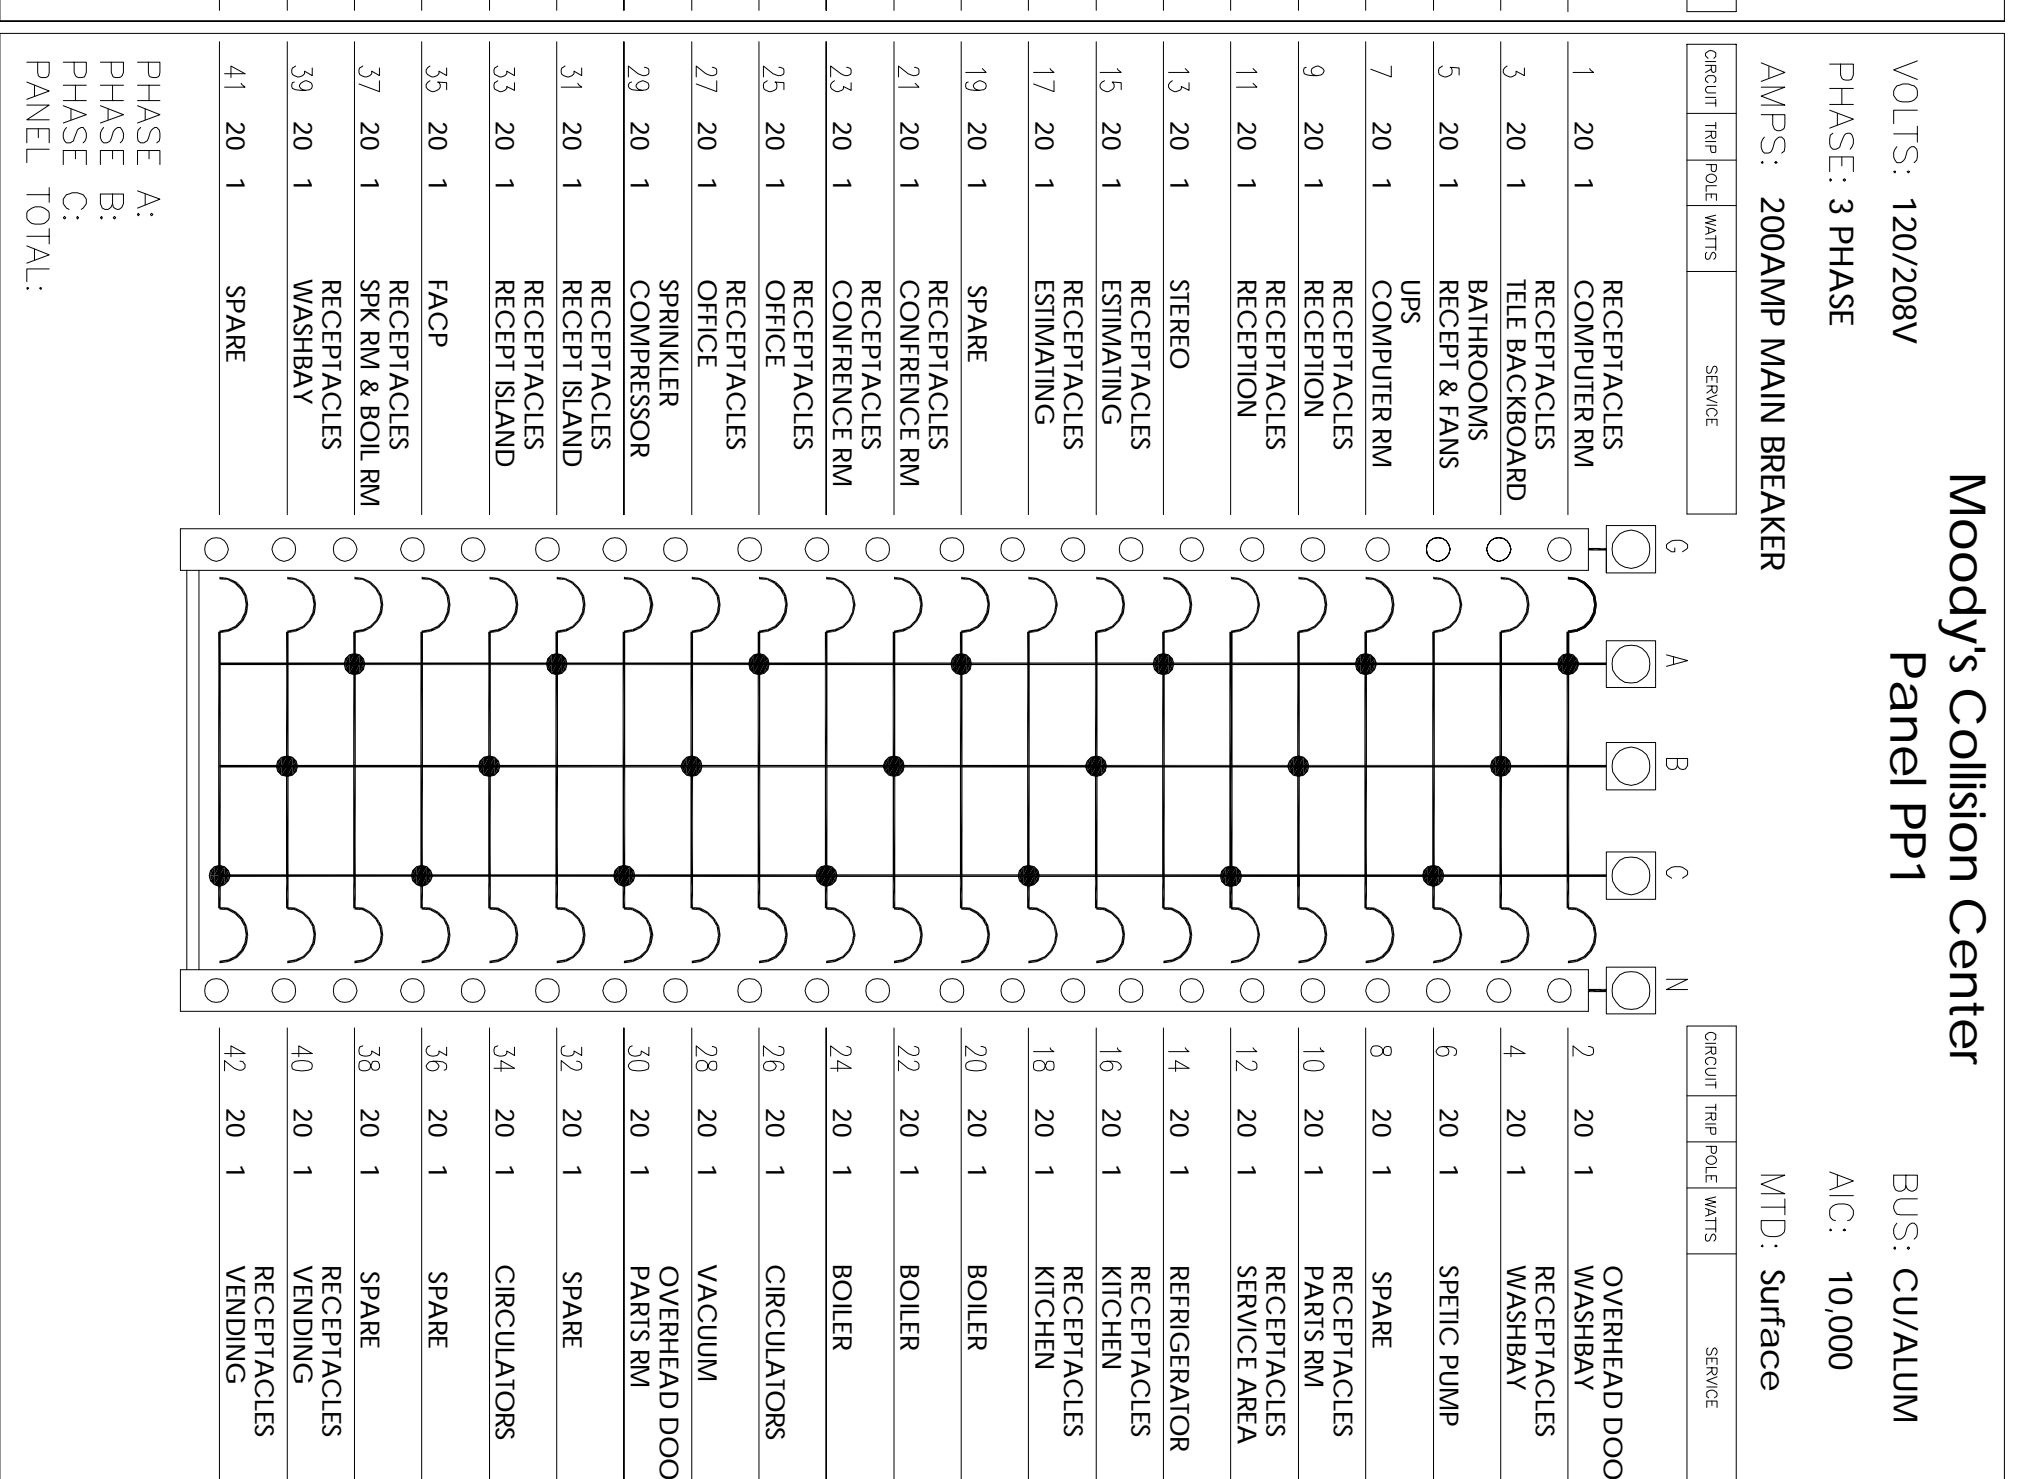 Moody's Collision Center
Panel PP1
VOLTS: 120/208V
BUS: CU/ALUM
PHASE: 3 PHASE
AIC: 10,000
AMPS: 200AMP MAIN BREAKER
MTD: Surface
CIRCUIT TRIP POLE WATTS SERVICE
G A B C N
CIRCUIT TRIP POLE WATTS SERVICE
1 20 1 RECEPTACLES
COMPUTER RM
3 20 1 RECEPTACLES
TELE BACKBOARD
5 20 1 BATHROOMS
RECEPT & FANS
7 20 1 UPS
COMPUTER RM
9 20 1 RECEPTACLES
RECEPTION
11 20 1 RECEPTACLES
RECEPTION
13 20 1 STEREO
15 20 1 RECEPTACLES
ESTIMATING
17 20 1 RECEPTACLES
ESTIMATING
19 20 1 SPARE
21 20 1 RECEPTACLES
CONFRENCE RM
23 20 1 RECEPTACLES
CONFRENCE RM
25 20 1 RECEPTACLES
OFFICE
27 20 1 RECEPTACLES
OFFICE
29 20 1 SPRINKLER
COMPRESSOR
31 20 1 RECEPTACLES
RECEPT ISLAND
33 20 1 RECEPTACLES
RECEPT ISLAND
35 20 1 FACP
37 20 1 RECEPTACLES
SPK RM & BOIL RM
39 20 1 RECEPTACLES
WASHBAY
41 20 1 SPARE
2 20 1 OVERHEAD DOO
WASHBAY
4 20 1 RECEPTACLES
WASHBAY
6 20 1 SPETIC PUMP
8 20 1 SPARE
10 20 1 RECEPTACLES
PARTS RM
12 20 1 RECEPTACLES
SERVICE AREA
14 20 1 REFRIGERATOR
16 20 1 RECEPTACLES
KITCHEN
18 20 1 RECEPTACLES
KITCHEN
20 20 1 BOILER
22 20 1 BOILER
24 20 1 BOILER
26 20 1 CIRCULATORS
28 20 1 VACUUM
30 20 1 OVERHEAD DOO
PARTS RM
32 20 1 SPARE
34 20 1 CIRCULATORS
36 20 1 SPARE
38 20 1 SPARE
40 20 1 RECEPTACLES
VENDING
42 20 1 RECEPTACLES
VENDING
PHASE A:
PHASE B:
PHASE C:
PANEL TOTAL: